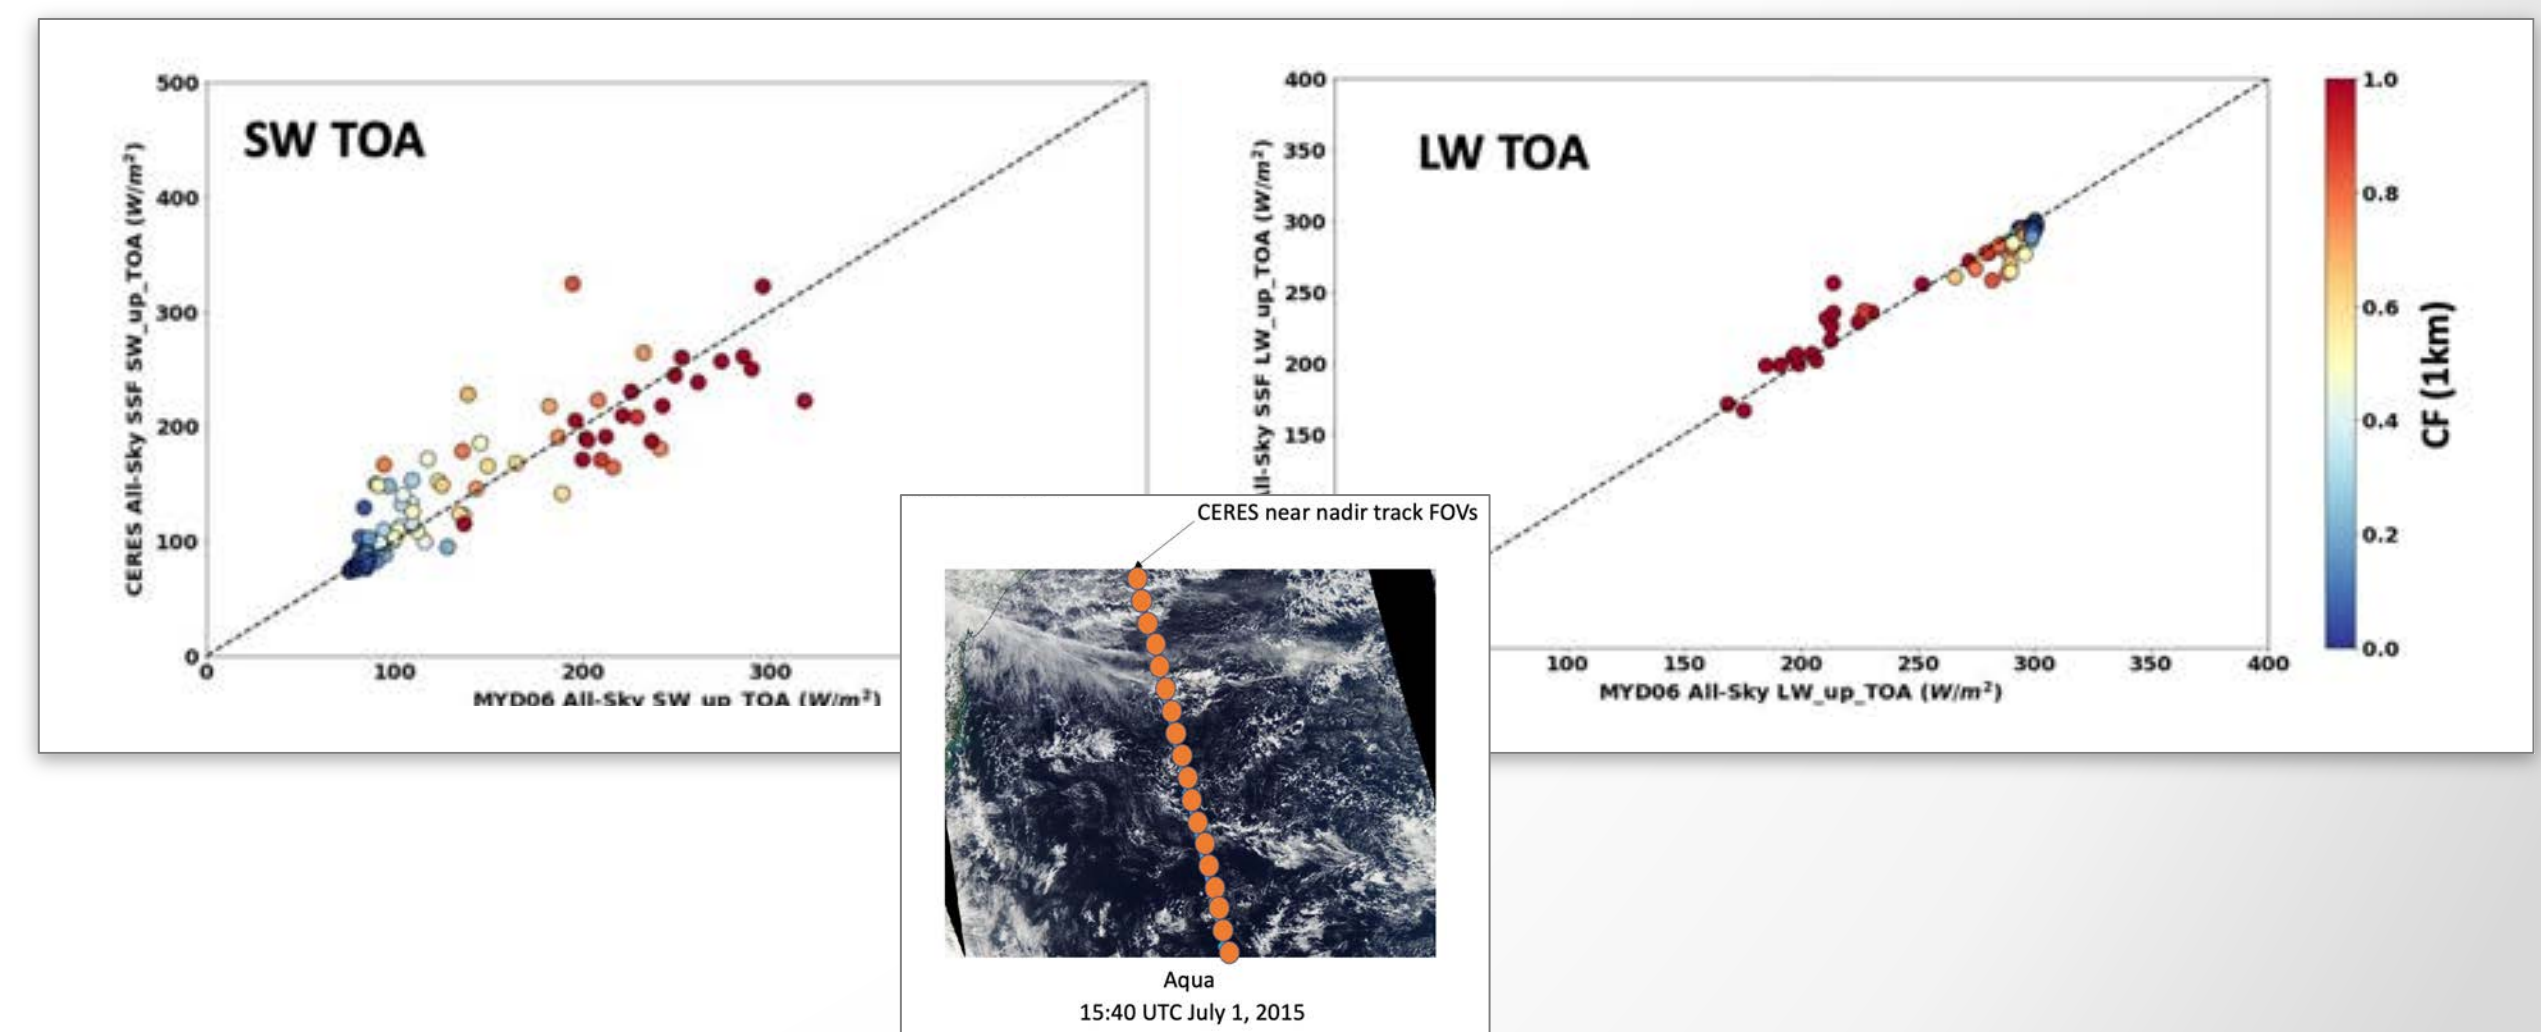 SW TOA
500
400
300
200
100
0
CERES All-Sky SSF SW_up_TOA (W/m²)
0 100 200 300
MYD06 All-Sky SW_up_TOA (W/m²)
LW TOA
400
350
300
250
200
150
All-Sky SSF LW_up_TOA (W/m²)
100 150 200 250 300 350 400
MYD06 All-Sky LW_up_TOA (W/m²)
1.0
0.8
0.6
0.4
0.2
0.0
CF (1km)
CERES near nadir track FOVs
Aqua
15:40 UTC July 1, 2015